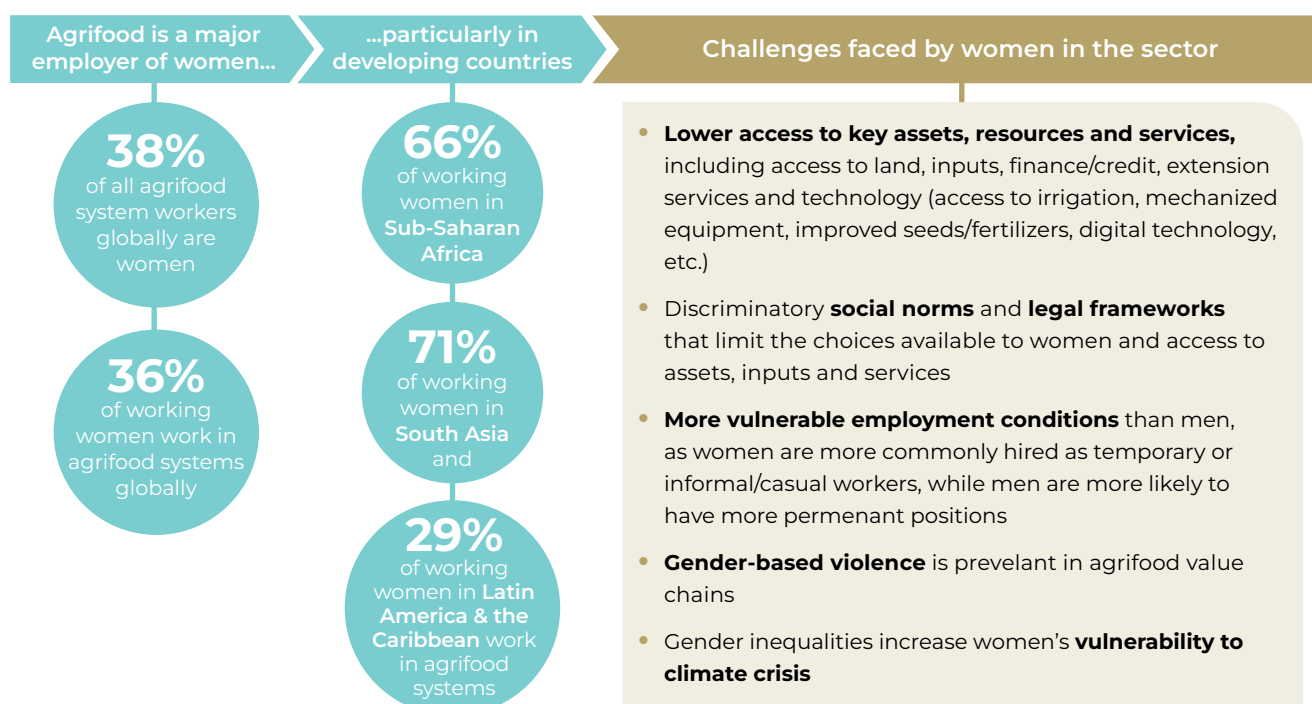 Agrifood is a major
employer of women...
38%
of all agrifood
system workers
globally are
women
36%
of working
women work in
agrifood systems
globally
...particularly in
developing countries
66%
of working
women in
Sub-Saharan
Africa
71%
of working
women in
South Asia
and
29%
of working
women in Latin
America & the
Caribbean work
in agrifood
systems
Challenges faced by women in the sector
• Lower access to key assets, resources and services,
including access to land, inputs, finance/credit, extension
services and technology (access to irrigation, mechanized
equipment, improved seeds/fertilizers, digital technology,
etc.)
• Discriminatory social norms and legal frameworks
that limit the choices available to women and access to
assets, inputs and services
• More vulnerable employment conditions than men,
as women are more commonly hired as temporary or
informal/casual workers, while men are more likely to
have more permenant positions
• Gender-based violence is prevelant in agrifood value
chains
• Gender inequalities increase women's vulnerability to
climate crisis